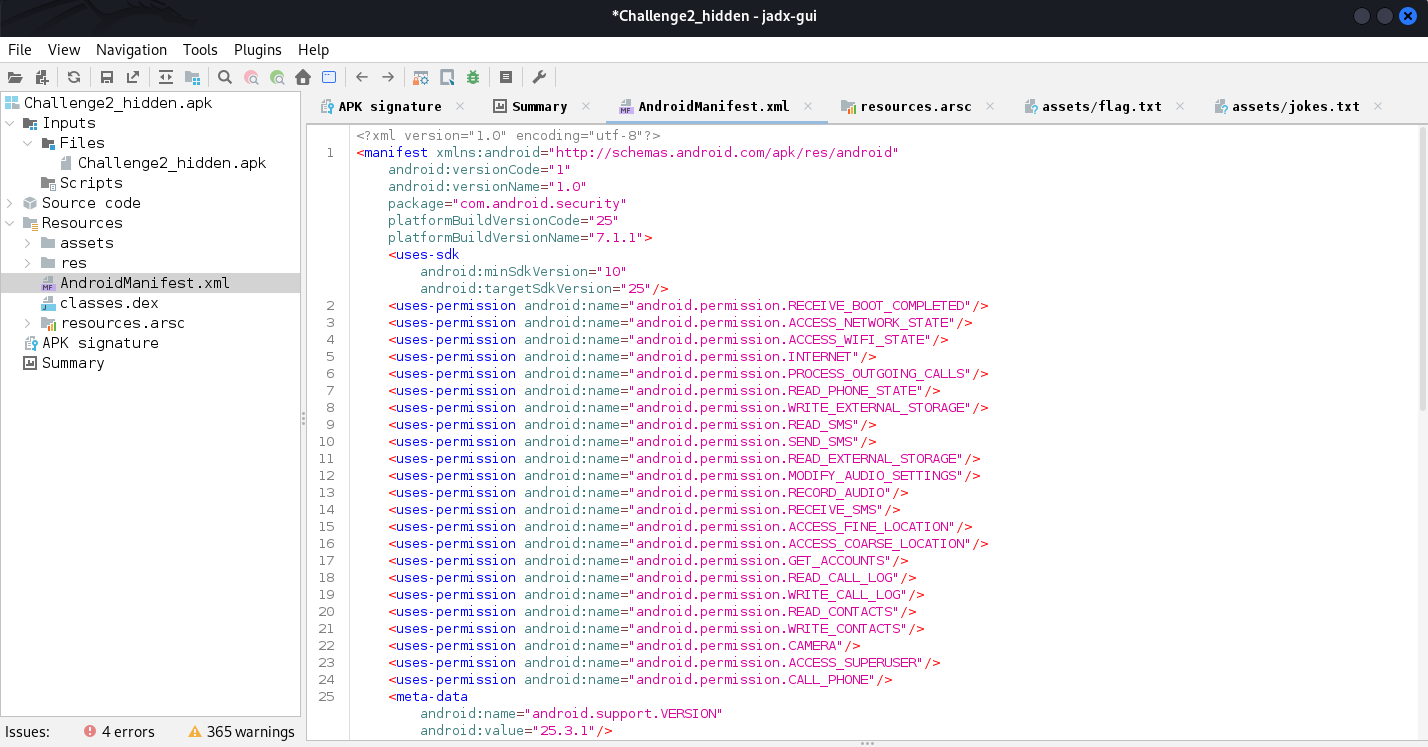 *Challenge2_hidden - jadx-gui
File View Navigation Tools Plugins Help
Challenge2_hidden.apk
Inputs
Files
Challenge2_hidden.apk
Scripts
Source code
Resources
assets
res
AndroidManifest.xml
classes.dex
resources.arsc
APK signature
Summary
Issues: 4 errors 365 warnings
APK signature Summary AndroidManifest.xml resources.arsc assets/flag.txt assets/jokes.txt
<?xml version="1.0" encoding="utf-8"?>
1 <manifest xmlns:android="http://schemas.android.com/apk/res/android"
android:versionCode="1"
android:versionName="1.0"
package="com.android.security"
platformBuildVersionCode="25"
platformBuildVersionName="7.1.1">
<uses-sdk
android:minSdkVersion="10"
android:targetSdkVersion="25"/>
2 <uses-permission android:name="android.permission.RECEIVE_BOOT_COMPLETED"/>
3 <uses-permission android:name="android.permission.ACCESS_NETWORK_STATE"/>
4 <uses-permission android:name="android.permission.ACCESS_WIFI_STATE"/>
5 <uses-permission android:name="android.permission.INTERNET"/>
6 <uses-permission android:name="android.permission.PROCESS_OUTGOING_CALLS"/>
7 <uses-permission android:name="android.permission.READ_PHONE_STATE"/>
8 <uses-permission android:name="android.permission.WRITE_EXTERNAL_STORAGE"/>
9 <uses-permission android:name="android.permission.READ_SMS"/>
10 <uses-permission android:name="android.permission.SEND_SMS"/>
11 <uses-permission android:name="android.permission.READ_EXTERNAL_STORAGE"/>
12 <uses-permission android:name="android.permission.MODIFY_AUDIO_SETTINGS"/>
13 <uses-permission android:name="android.permission.RECORD_AUDIO"/>
14 <uses-permission android:name="android.permission.RECEIVE_SMS"/>
15 <uses-permission android:name="android.permission.ACCESS_FINE_LOCATION"/>
16 <uses-permission android:name="android.permission.ACCESS_COARSE_LOCATION"/>
17 <uses-permission android:name="android.permission.GET_ACCOUNTS"/>
18 <uses-permission android:name="android.permission.READ_CALL_LOG"/>
19 <uses-permission android:name="android.permission.WRITE_CALL_LOG"/>
20 <uses-permission android:name="android.permission.READ_CONTACTS"/>
21 <uses-permission android:name="android.permission.WRITE_CONTACTS"/>
22 <uses-permission android:name="android.permission.CAMERA"/>
23 <uses-permission android:name="android.permission.ACCESS_SUPERUSER"/>
24 <uses-permission android:name="android.permission.CALL_PHONE"/>
25 <meta-data
android:name="android.support.VERSION"
android:value="25.3.1"/>